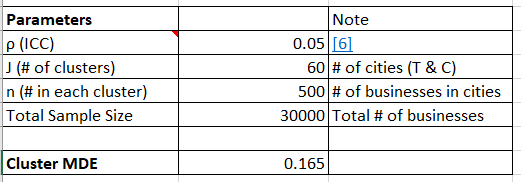 Parameters Note
ρ (ICC) 0.05 [6]
J (# of clusters) 60 # of cities (T & C)
n (# in each cluster) 500 # of businesses in cities
Total Sample Size 30000 Total # of businesses
Cluster MDE 0.165